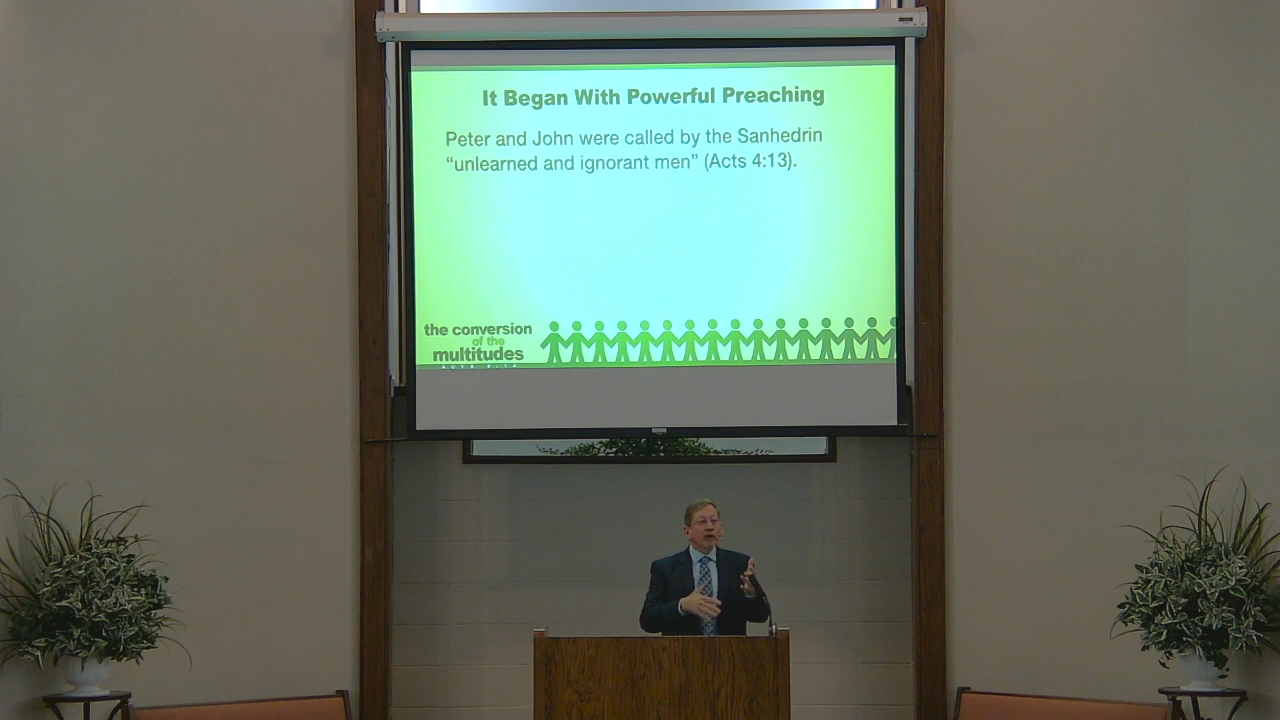 It Began With Powerful Preaching
Peter and John were called by the Sanhedrin
“unlearned and ignorant men” (Acts 4:13).
the conversion
of the
multitudes